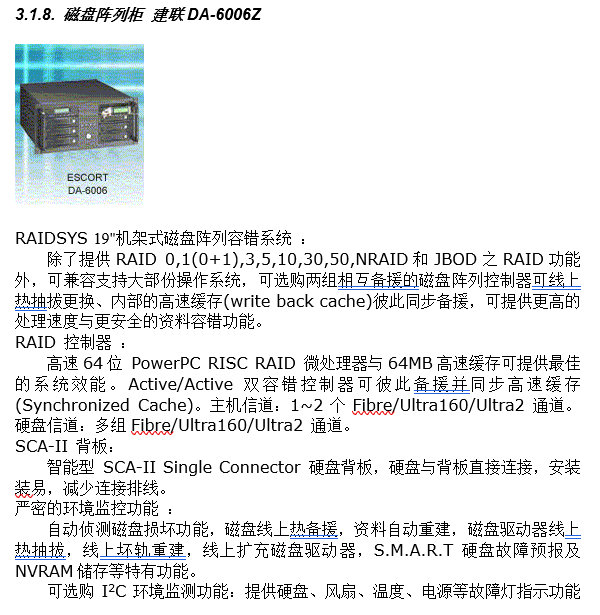 3.1.8. 磁盘阵列柜 建联DA-6006Z
ESCORT
DA-6006
RAIDSYS 19"机架式磁盘阵列容错系统 ：
除了提供 RAID 0,1(0+1),3,5,10,30,50,NRAID 和 JBOD 之 RAID 功能
外，可兼容支持大部份操作系统，可选购两组相互备援的磁盘阵列控制器可线上
热抽拔更换、内部的高速缓存(write back cache)彼此同步备援，可提供更高的
处理速度与更安全的资料容错功能。
RAID 控制器 ：
高速 64 位 PowerPC RISC RAID 微处理器与 64MB 高速缓存可提供最佳
的系统效能。Active/Active 双容错控制器可彼此备援并同步高速缓存
(Synchronized Cache)。主机信道：1~2 个 Fibre/Ultra160/Ultra2 通道。
硬盘信道：多组 Fibre/Ultra160/Ultra2 通道。
SCA-II 背板：
智能型 SCA-II Single Connector 硬盘背板，硬盘与背板直接连接，安装
装易，减少连接排线。
严密的环境监控功能 ：
自动侦测磁盘损坏功能，磁盘线上热备援，资料自动重建，磁盘驱动器线上
热抽拔，线上坏轨重建，线上扩充磁盘驱动器，S.M.A.R.T 硬盘故障预报及
NVRAM 储存等特有功能。
可选购 I²C 环境监测功能：提供硬盘、风扇、温度、电源等故障灯指示功能